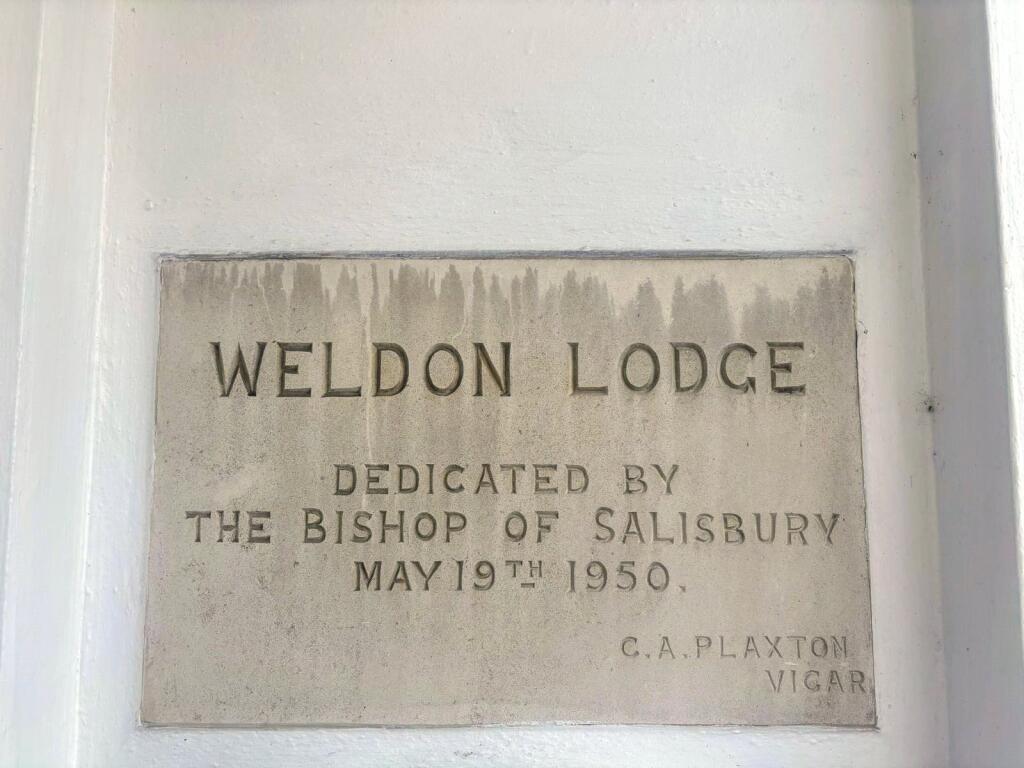 WELDON LODGE
DEDICATED BY
THE BISHOP OF SALISBURY
MAY 19TH 1950.
C.A.PLAXTON
VICAR